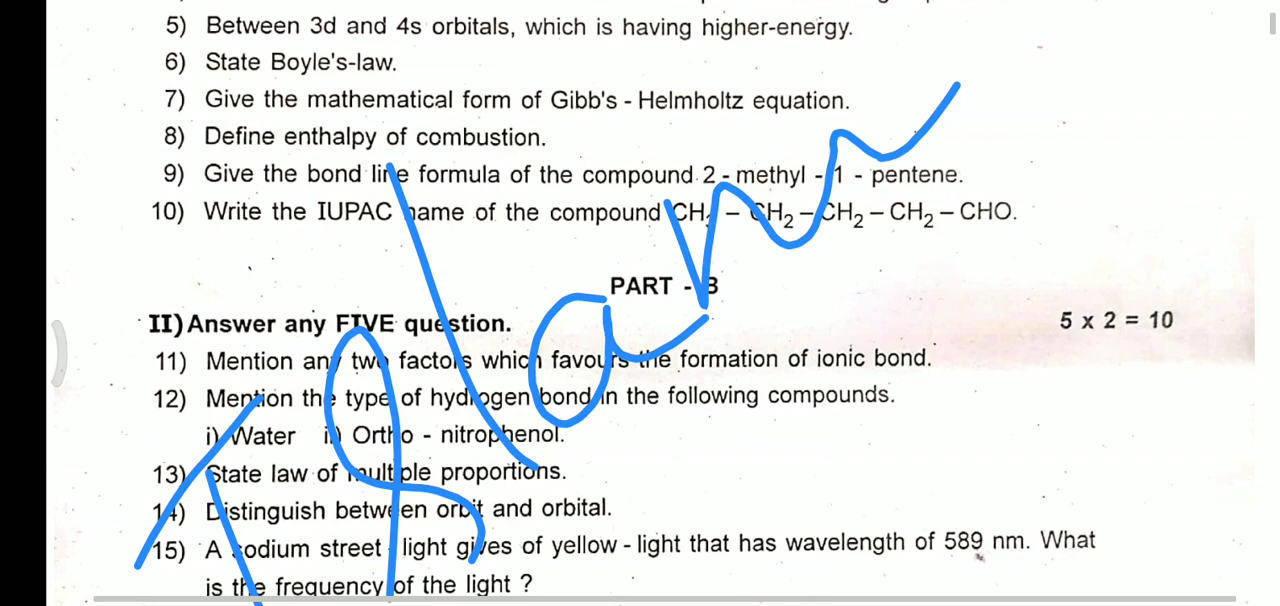 5) Between 3d and 4s orbitals, which is having higher-energy.
6) State Boyle's-law.
7) Give the mathematical form of Gibb's - Helmholtz equation.
8) Define enthalpy of combustion.
9) Give the bond line formula of the compound 2 - methyl - 1 - pentene.
10) Write the IUPAC name of the compound CH₃ – CH₂ – CH₂ – CH₂ – CHO.
PART - B
II) Answer any FIVE question. 5 x 2 = 10
11) Mention any two factors which favours the formation of ionic bond.
12) Mention the type of hydrogen bond in the following compounds.
i) Water ii) Ortho - nitrophenol.
13) State law of multiple proportions.
14) Distinguish between orbit and orbital.
15) A sodium street light gives of yellow - light that has wavelength of 589 nm. What
is the frequency of the light ?